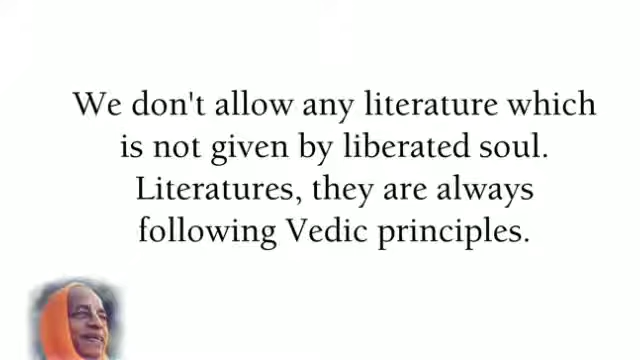 We don't allow any literature which
is not given by liberated soul.
Literatures, they are always
following Vedic principles.